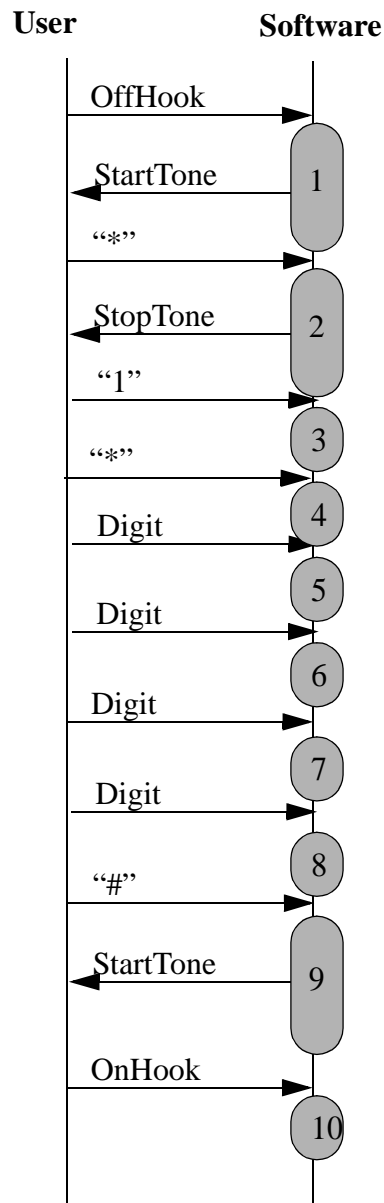 User Software
OffHook
1
StartTone
“*”
StopTone
2
“1”
3
“*”
4
Digit
5
Digit
6
Digit
7
Digit
8
“#”
StartTone
9
OnHook
10